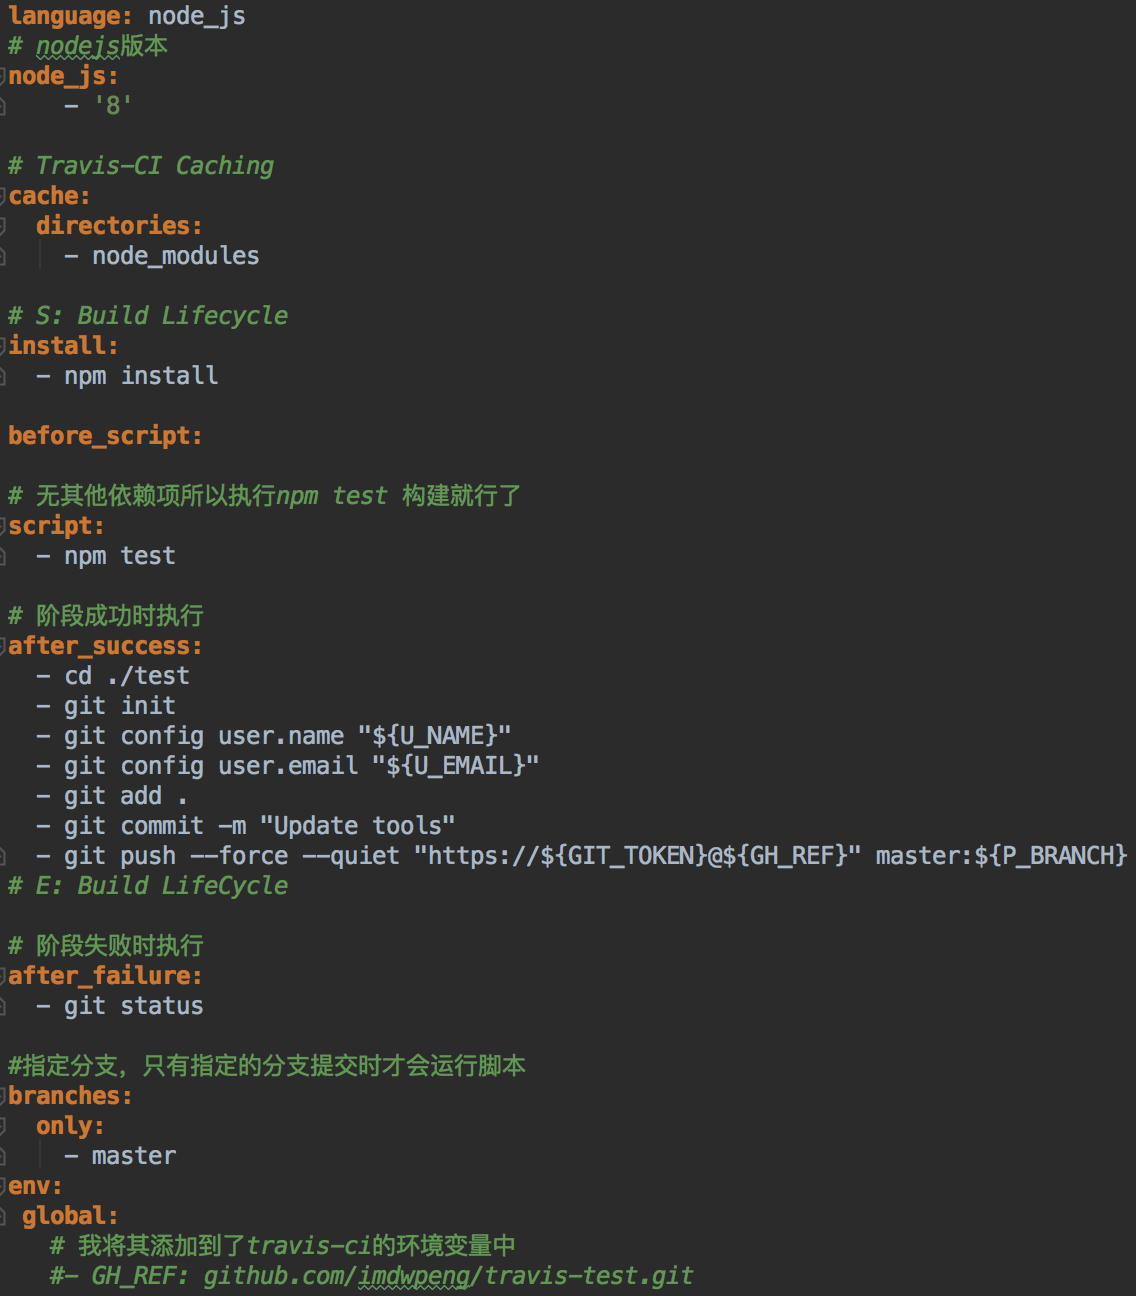 language: node_js
# nodejs版本
node_js:
    - '8'
# Travis-CI Caching
cache:
  directories:
    - node_modules
# S: Build Lifecycle
install:
  - npm install
before_script:
# 无其他依赖项所以执行npm test 构建就行了
script:
  - npm test
# 阶段成功时执行
after_success:
  - cd ./test
  - git init
  - git config user.name "${U_NAME}"
  - git config user.email "${U_EMAIL}"
  - git add .
  - git commit -m "Update tools"
  - git push --force --quiet "https://${GIT_TOKEN}@${GH_REF}" master:${P_BRANCH}
# E: Build LifeCycle
# 阶段失败时执行
after_failure:
  - git status
#指定分支，只有指定的分支提交时才会运行脚本
branches:
  only:
    - master
env:
 global:
   # 我将其添加到了travis-ci的环境变量中
   #- GH_REF: github.com/imdwpeng/travis-test.git